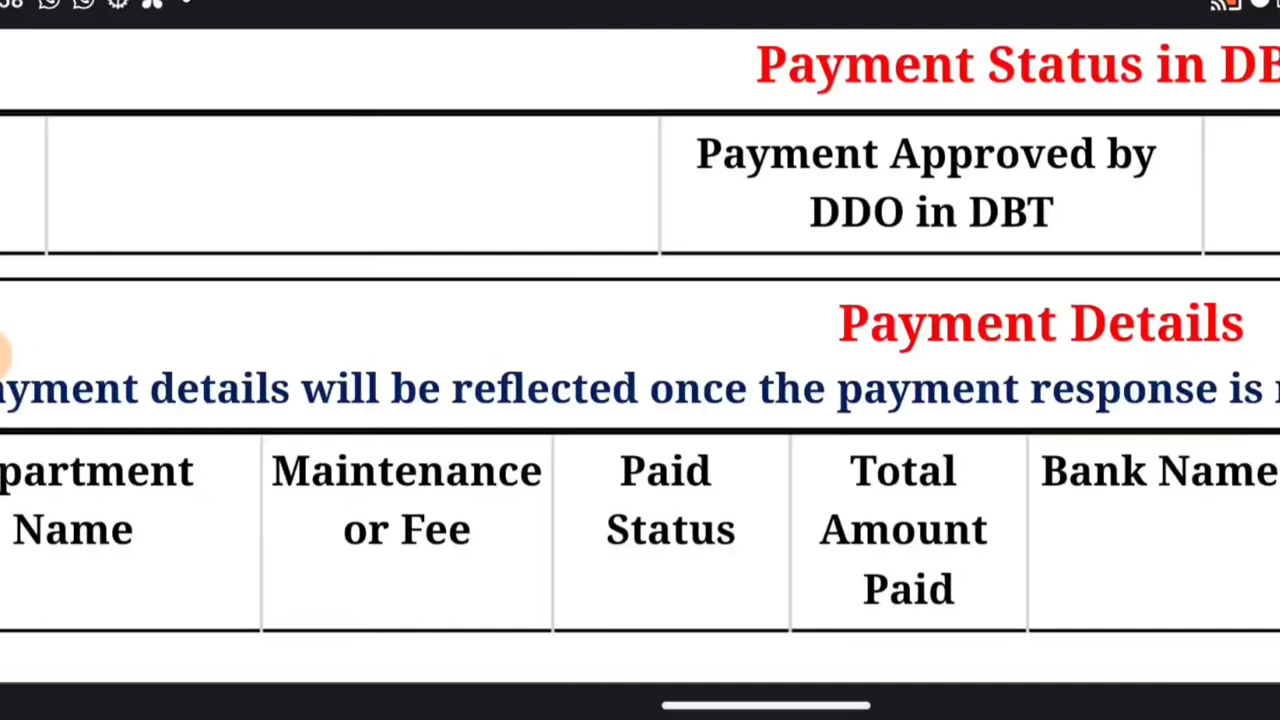 Payment Status in DB
Payment Approved by
DDO in DBT
Payment Details
ayment details will be reflected once the payment response is
partment
Name
Maintenance
or Fee
Paid
Status
Total
Amount
Paid
Bank Name